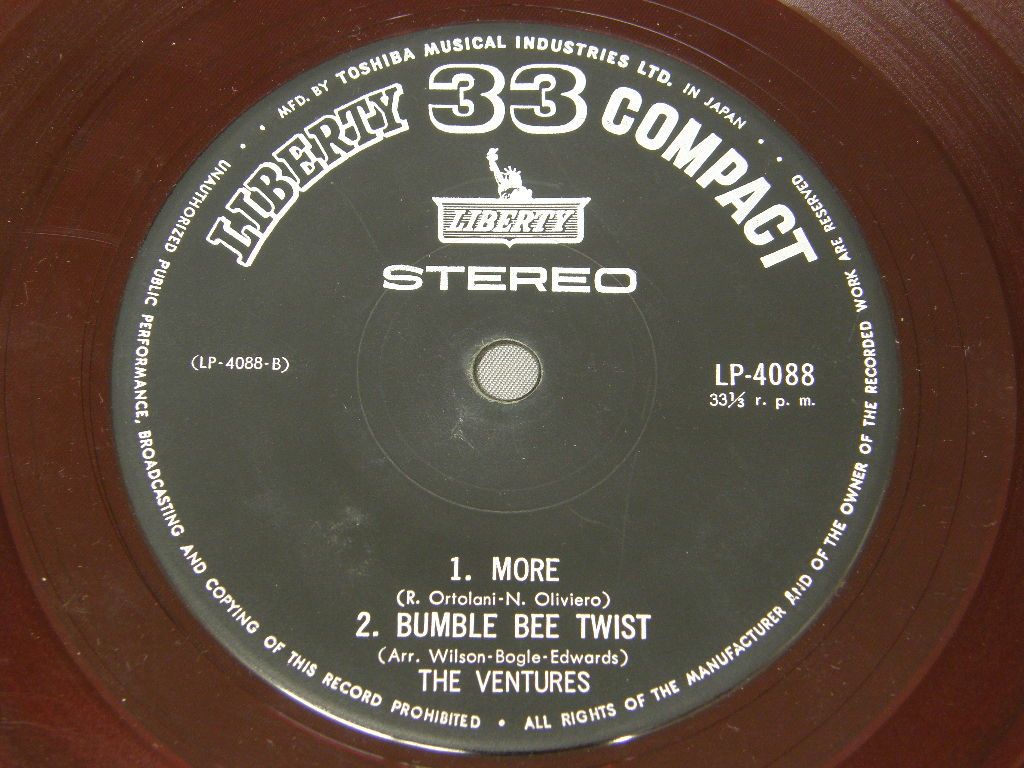 MFD. BY TOSHIBA MUSICAL INDUSTRIES LTD. IN JAPAN
LIBERTY 33 COMPACT
LIBERTY
STEREO
(LP-4088-B)
LP-4088
33⅓ r. p. m.
1. MORE
(R. Ortolani-N. Oliviero)
2. BUMBLE BEE TWIST
(Arr. Wilson-Bogle-Edwards)
THE VENTURES
UNAUTHORIZED PUBLIC PERFORMANCE, BROADCASTING AND COPYING OF THIS RECORD PROHIBITED • ALL RIGHTS OF THE MANUFACTURER AND OF THE OWNER OF THE RECORDED WORK ARE RESERVED